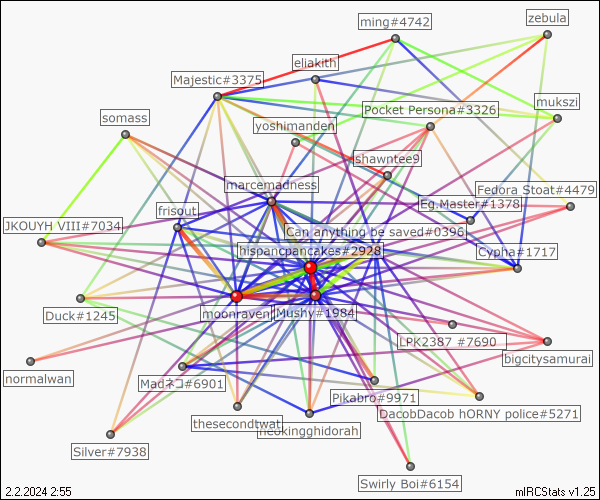 ming#4742
zebula
eliakith
Majestic#3375
mukszi
Pocket Persona#3326
somass
yoshimanden
shawntee9
marcemadness
Fedora Stoat#4479
Eg.Master#1378
frisout
JKOUYH VIII#7034
Can anything be saved#0396
hispancpancakes#2928
Cypha#1717
Duck#1245
moonraven
Mushy#1984
LPK2387 #7690
bigcitysamurai
normalwan
Madネコ#6901
Pikabro#9971
DacobDacob hORNY police#5271
thesecondtwat
neokingghidorah
Silver#7938
Swirly Boi#6154
2.2.2024 2:55
mIRCStats v1.25